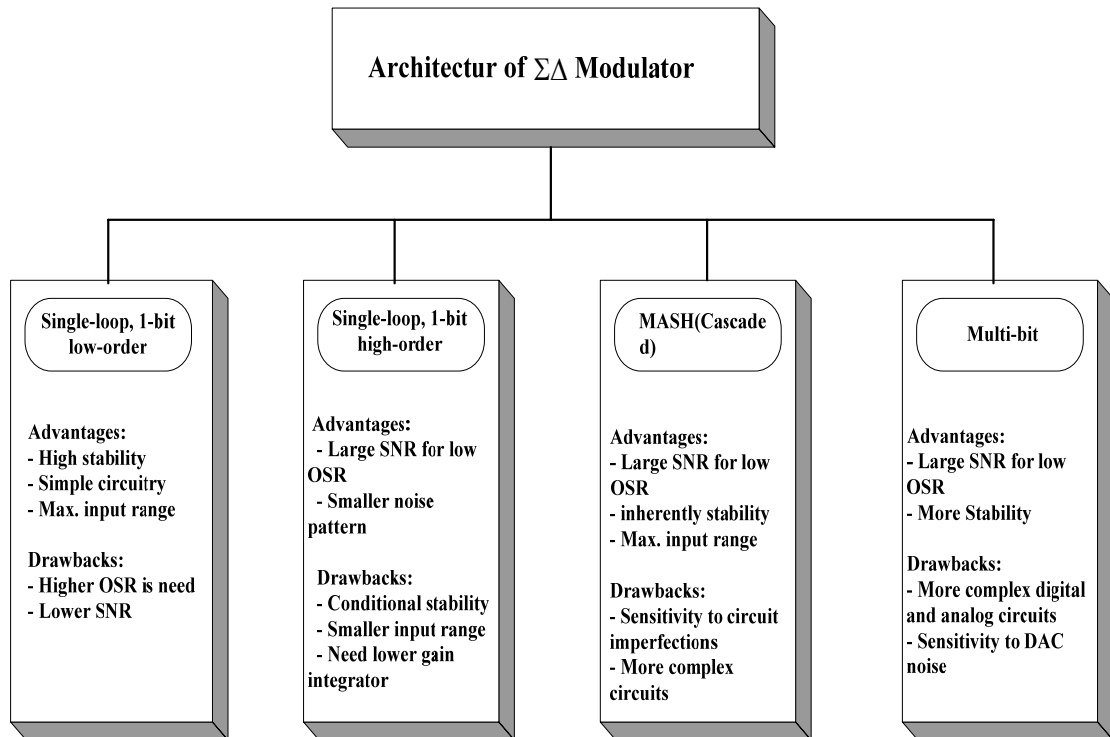 Architectur of ΣΔ Modulator
Single-loop, 1-bit
low-order
Advantages:
- High stability
- Simple circuitry
- Max. input range
Drawbacks:
- Higher OSR is need
- Lower SNR
Single-loop, 1-bit
high-order
Advantages:
- Large SNR for low
OSR
- Smaller noise
pattern
Drawbacks:
- Conditional stability
- Smaller input range
- Need lower gain
integrator
MASH(Cascade
d)
Advantages:
- Large SNR for low
OSR
- inherently stability
- Max. input range
Drawbacks:
- Sensitivity to circuit
imperfections
- More complex
circuits
Multi-bit
Advantages:
- Large SNR for low
OSR
- More Stability
Drawbacks:
- More complex digital
and analog circuits
- Sensitivity to DAC
noise